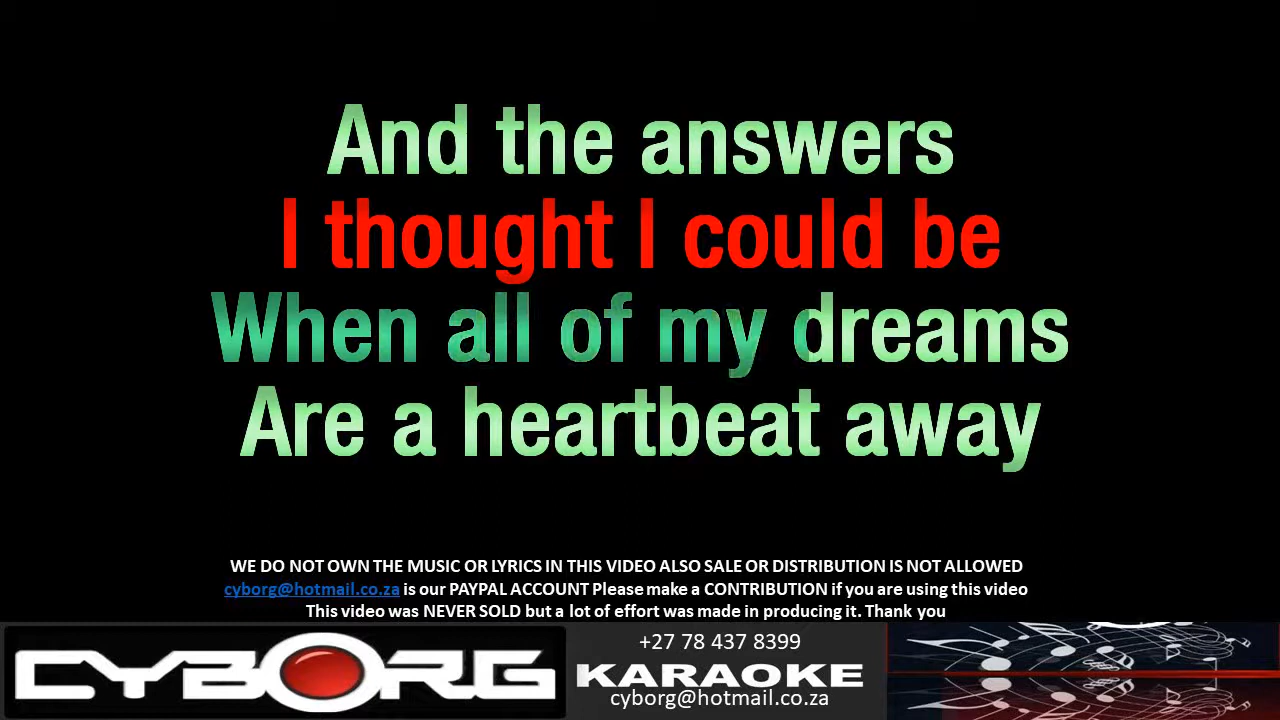 And the answers
I thought I could be
When all of my dreams
Are a heartbeat away
WE DO NOT OWN THE MUSIC OR LYRICS IN THIS VIDEO ALSO SALE OR DISTRIBUTION IS NOT ALLOWED
cyborg@hotmail.co.za is our PAYPAL ACCOUNT Please make a CONTRIBUTION if you are using this video
This video was NEVER SOLD but a lot of effort was made in producing it. Thank you
CYBORG
+27 78 437 8399
KARAOKE
cyborg@hotmail.co.za